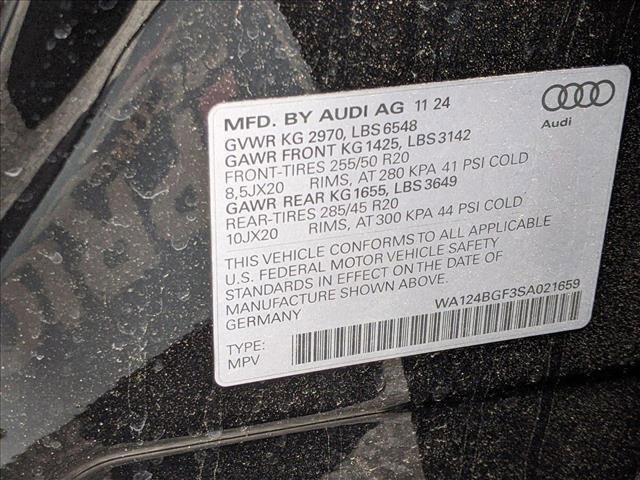 MFD. BY AUDI AG 11 24
GVWR KG 2970, LBS 6548
GAWR FRONT KG 1425, LBS 3142
FRONT-TIRES 255/50 R20
8,5JX20 RIMS, AT 280 KPA 41 PSI COLD
GAWR REAR KG 1655, LBS 3649
REAR-TIRES 285/45 R20
10JX20 RIMS, AT 300 KPA 44 PSI COLD
Audi
THIS VEHICLE CONFORMS TO ALL APPLICABLE
U.S. FEDERAL MOTOR VEHICLE SAFETY
STANDARDS IN EFFECT ON THE DATE OF
MANUFACTURE SHOWN ABOVE.
GERMANY
WA124BGF3SA021659
TYPE:
MPV